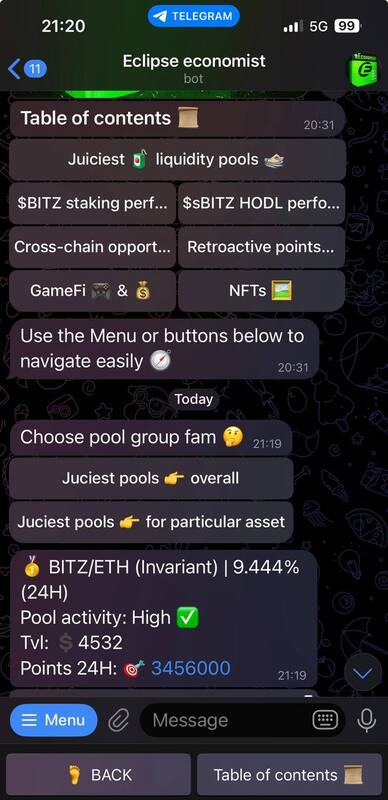 21:20
TELEGRAM
5G 99
11
Eclipse economist
bot
Table of contents 📜
20:31
Juiciest 🧃 liquidity pools 🏊
$BITZ staking perf...
$sBITZ HODL perfo...
Cross-chain opport...
Retroactive points...
GameFi 🎮 & 💰
NFTs 🖼️
Use the Menu or buttons below to
navigate easily 🧭
20:31
Today
Choose pool group fam 🤔
21:19
Juciest pools 👉 overall
Juciest pools 👉 for particular asset
🥇 BITZ/ETH (Invariant) | 9.444%
(24H)
Pool activity: High ✅
Tvl: 💲 4532
Points 24H: 🎯 3456000
21:19
Menu
Message
👣 BACK
Table of contents 📜